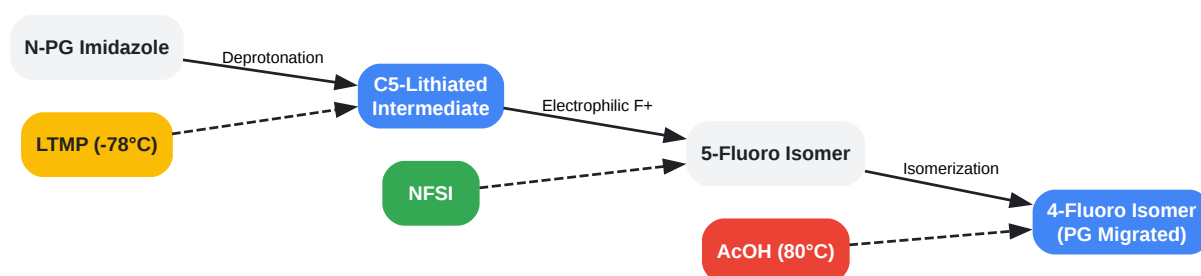 N-PG Imidazole
Deprotonation
LTMP (-78°C)
C5-Lithiated
Intermediate
Electrophilic F+
NFSI
5-Fluoro Isomer
Isomerization
AcOH (80°C)
4-Fluoro Isomer
(PG Migrated)